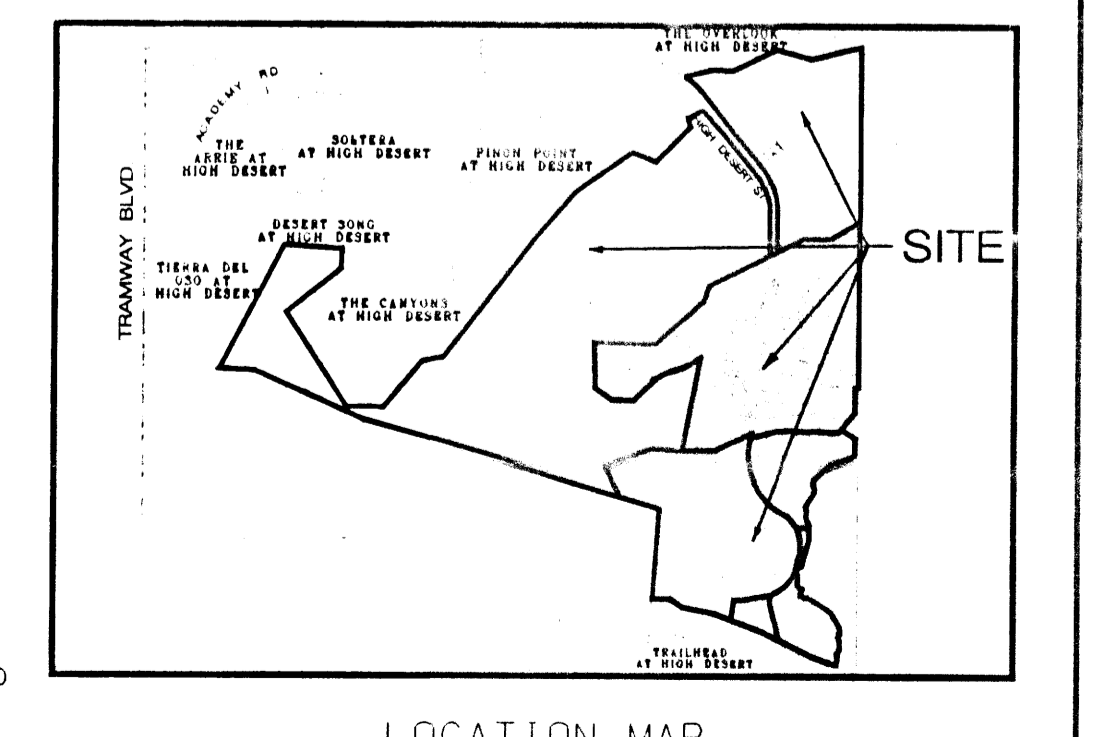 THE OVERLOOK
AT HIGH DESERT
ACADEMY RD
THE
ARRIE AT
HIGH DESERT
SOLTERA
AT HIGH DESERT
PINON POINT
AT HIGH DESERT
HIGH DESERT ST
TRAMWAY BLVD
DESERT SONG
AT HIGH DESERT
SITE
TIERRA DEL
OSO AT
HIGH DESERT
THE CANYONS
AT HIGH DESERT
TRAILHEAD
AT HIGH DESERT
LOCATION MAP